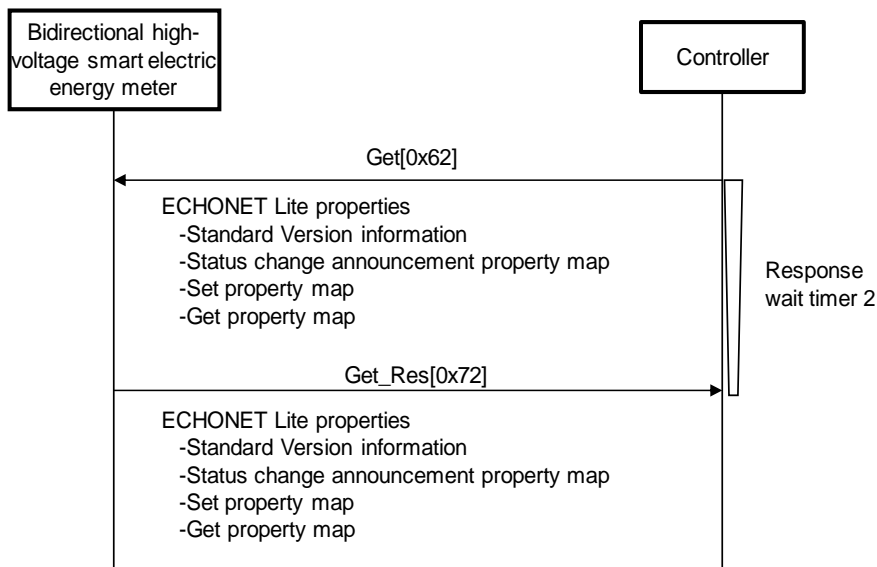 Bidirectional high-
voltage smart electric
energy meter
Controller
Get[0x62]
ECHONET Lite properties
-Standard Version information
-Status change announcement property map
-Set property map
-Get property map
Response
wait timer 2
Get_Res[0x72]
ECHONET Lite properties
-Standard Version information
-Status change announcement property map
-Set property map
-Get property map